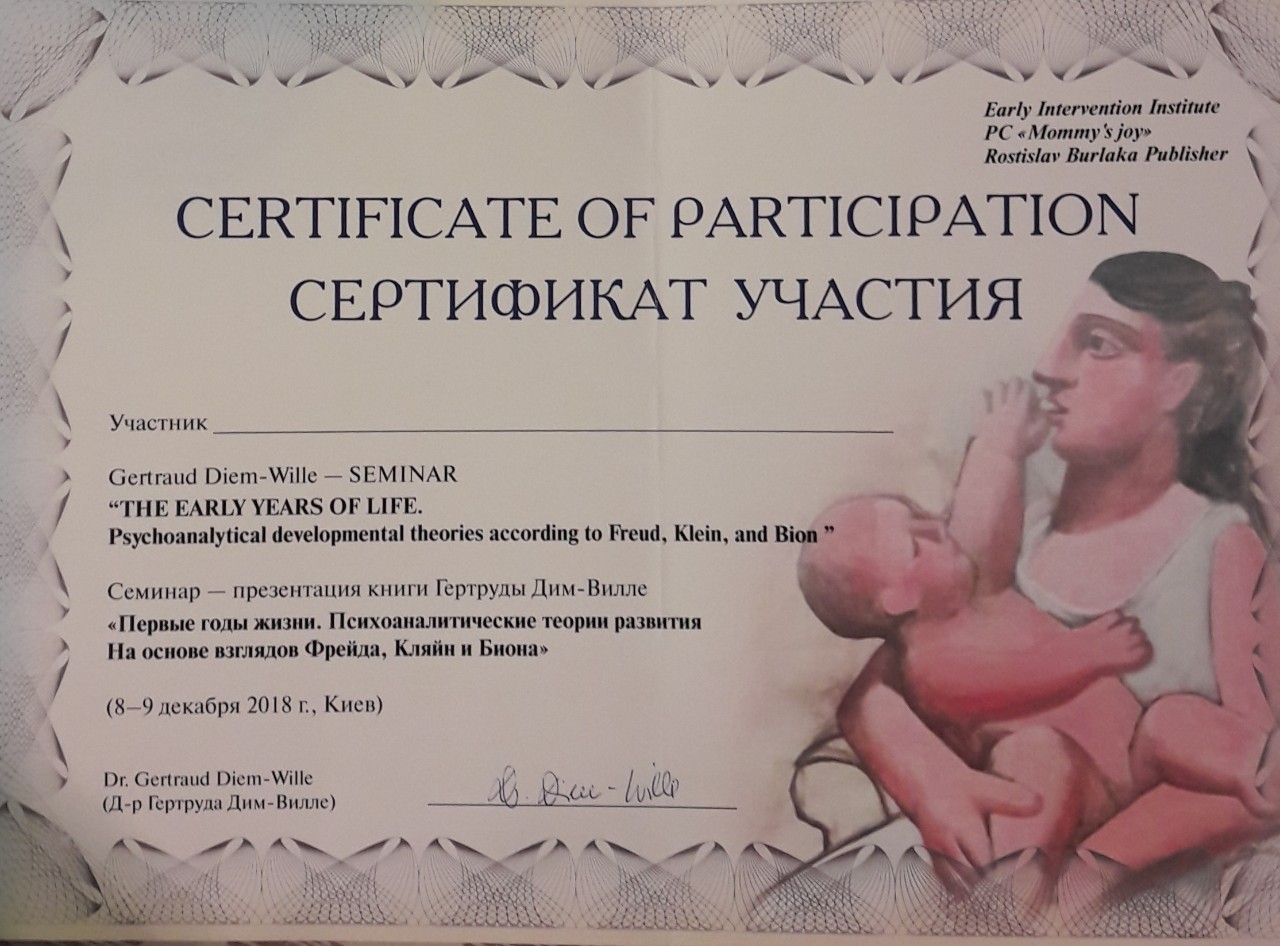 Early Intervention Institute
PC «Mommy's joy»
Rostislav Burlaka Publisher
CERTIFICATE OF PARTICIPATION
СЕРТИФИКАТ УЧАСТИЯ
Участник
Gertraud Diem-Wille — SEMINAR
“THE EARLY YEARS OF LIFE.
Psychoanalytical developmental theories according to Freud, Klein, and Bion ”
Семинар — презентация книги Гертруды Дим-Вилле
«Первые годы жизни. Психоаналитические теории развития
На основе взглядов Фрейда, Кляйн и Биона»
(8–9 декабря 2018 г., Киев)
Dr. Gertraud Diem-Wille
(Д-р Гертруда Дим-Вилле)
Diem-Wille